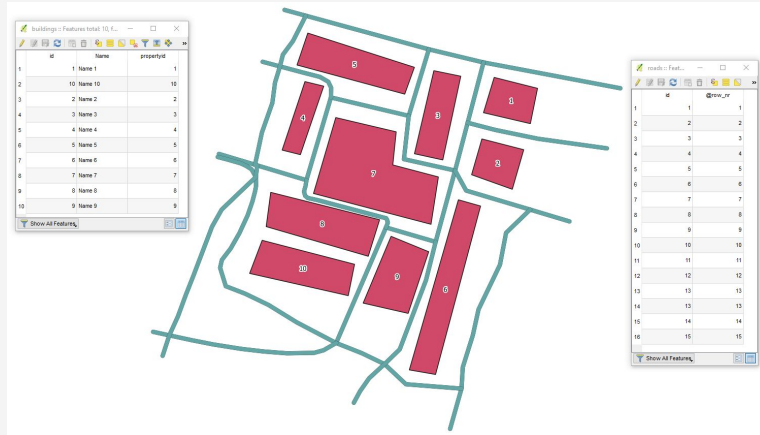 buildings :: Features total: 10, f...
»
id Name propertyid
1 1 Name 1 1
2 10 Name 10 10
3 2 Name 2 2
4 3 Name 3 3
5 4 Name 4 4
6 5 Name 5 5
7 6 Name 6 6
8 7 Name 7 7
9 8 Name 8 8
10 9 Name 9 9
Show All Features
5
4
3
1
2
7
8
10
9
6
roads :: Feat...
»
id @row_nr
1 1 1
2 2 2
3 3 3
4 4 4
5 5 5
6 6 6
7 7 7
8 8 8
9 9 9
10 10 10
11 11 11
12 12 12
13 13 13
14 13 13
15 14 14
16 15 15
Show All Features